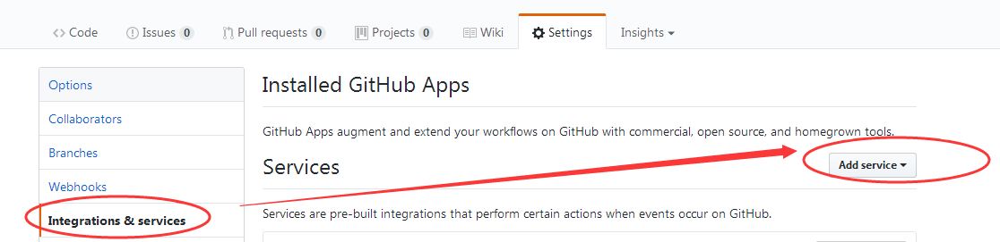 Code Issues 0 Pull requests 0 Projects 0 Wiki Settings Insights
Options
Collaborators
Branches
Webhooks
Integrations & services
Installed GitHub Apps
GitHub Apps augment and extend your workflows on GitHub with commercial, open source, and homegrown tools.
Services
Add service
Services are pre-built integrations that perform certain actions when events occur on GitHub.